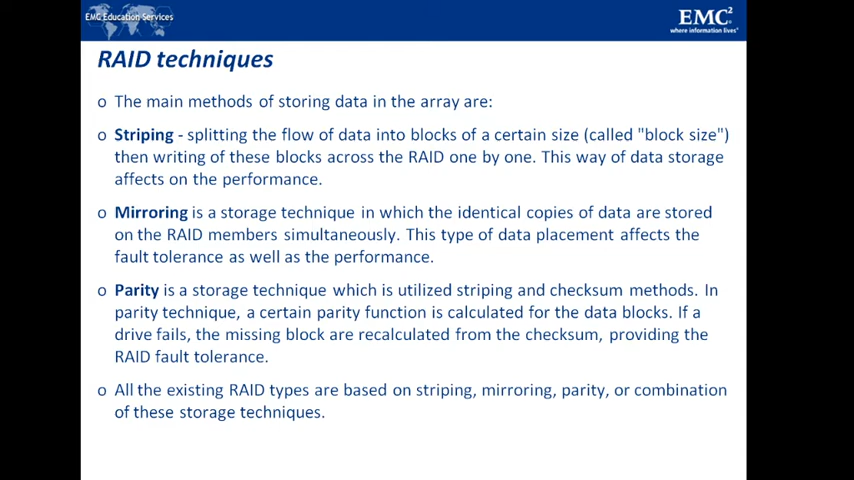 EMC Education Services
EMC²
where information lives®
RAID techniques
o The main methods of storing data in the array are:
o Striping - splitting the flow of data into blocks of a certain size (called "block size")
then writing of these blocks across the RAID one by one. This way of data storage
affects on the performance.
o Mirroring is a storage technique in which the identical copies of data are stored
on the RAID members simultaneously. This type of data placement affects the
fault tolerance as well as the performance.
o Parity is a storage technique which is utilized striping and checksum methods. In
parity technique, a certain parity function is calculated for the data blocks. If a
drive fails, the missing block are recalculated from the checksum, providing the
RAID fault tolerance.
o All the existing RAID types are based on striping, mirroring, parity, or combination
of these storage techniques.